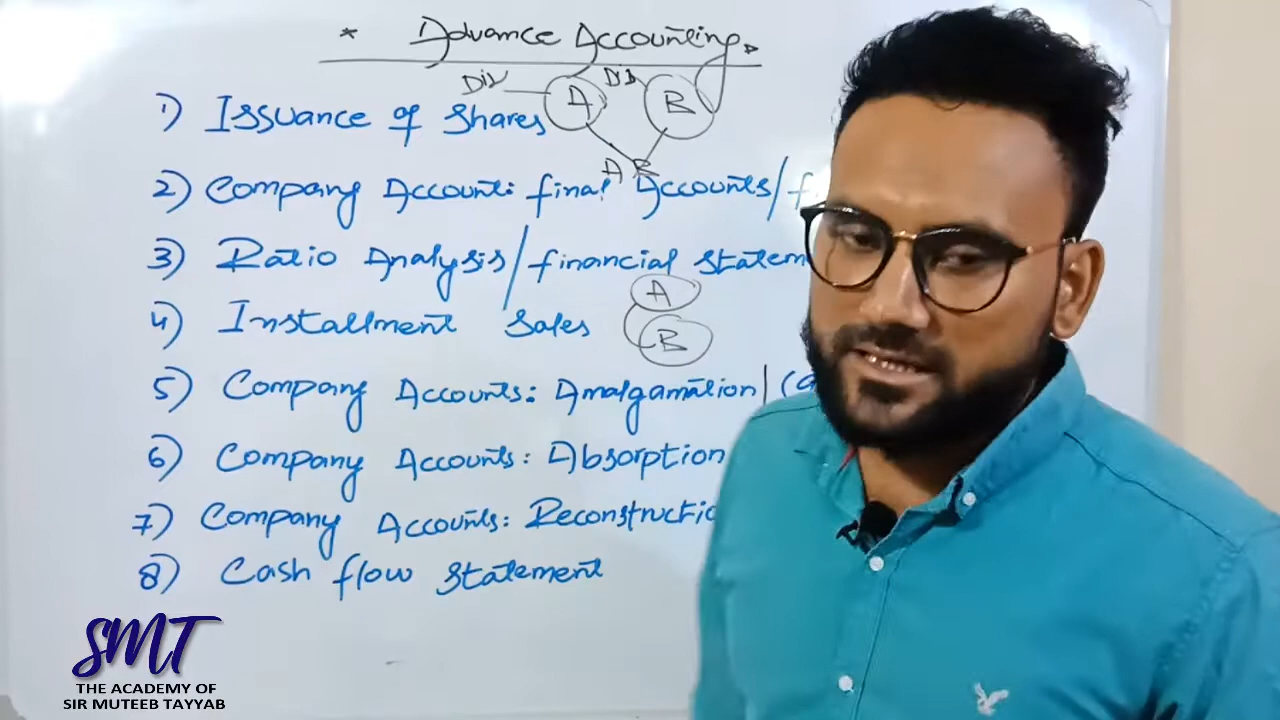 * Advance Accounting
Dis A Dis B
1) Issuance of Shares
A B
2) Company Account: final Accounts/f
3) Ratio Analysis/financial statem
A
4) Installment Sales
B
5) Company Accounts: Amalgamation/
6) Company Accounts: Absorption
7) Company Accounts: Reconstructio
8) Cash flow statement
SMT
THE ACADEMY OF
SIR MUTEEB TAYYAB